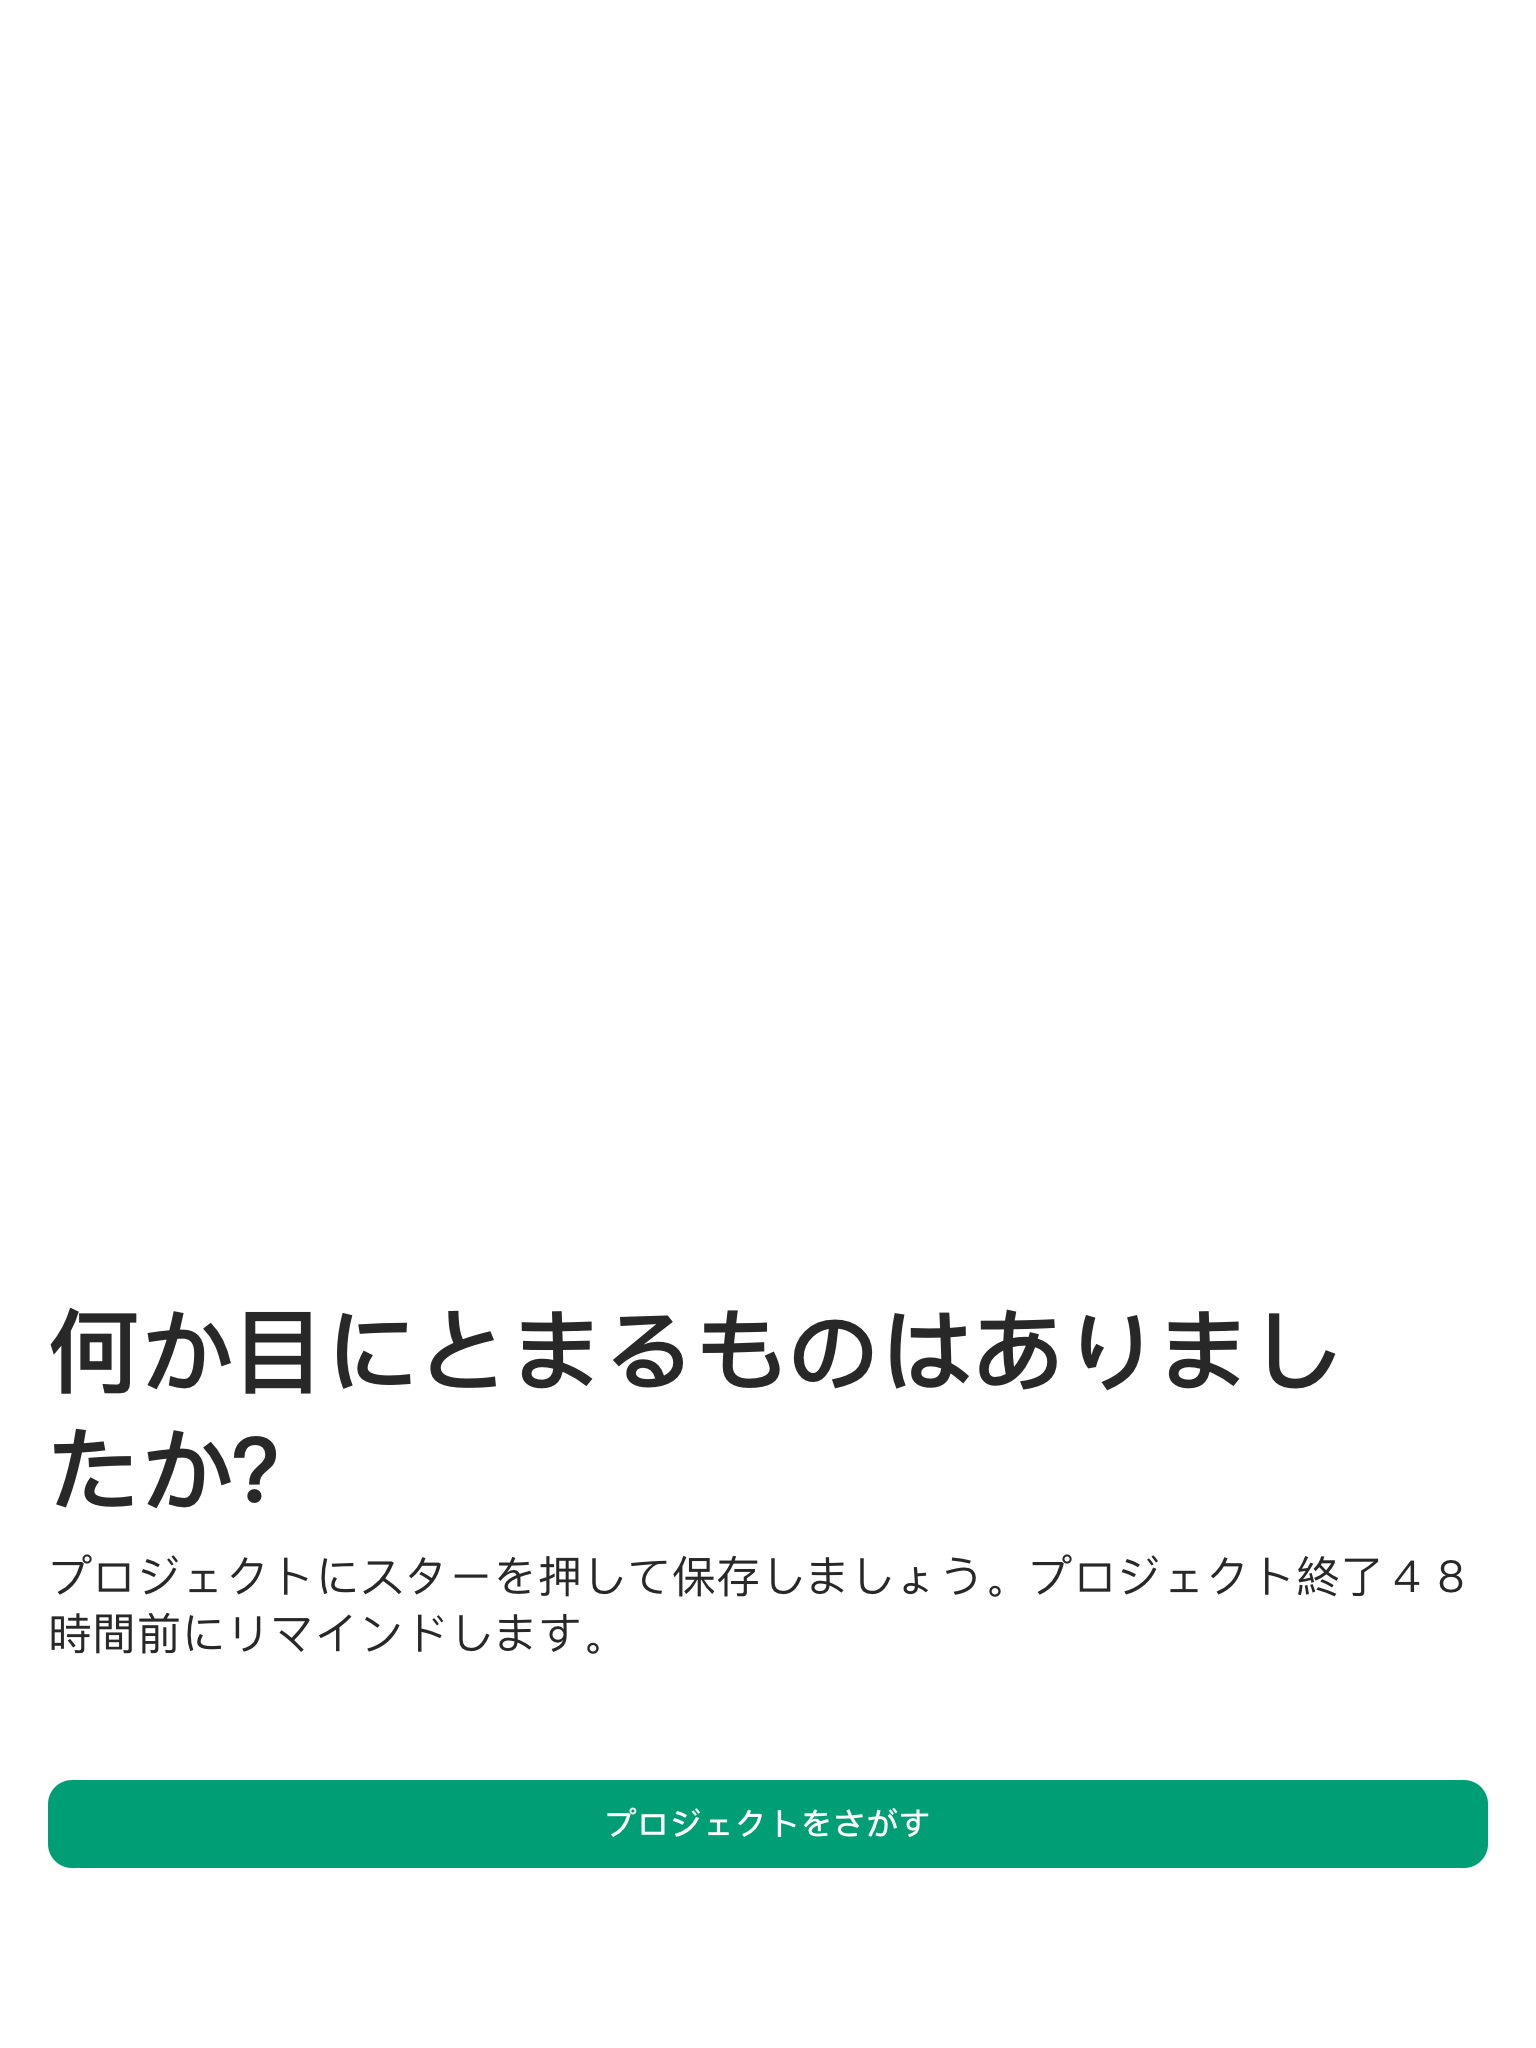 何か目にとまるものはありまし
たか?
プロジェクトにスターを押して保存しましょう。プロジェクト終了４８
時間前にリマインドします。
プロジェクトをさがす